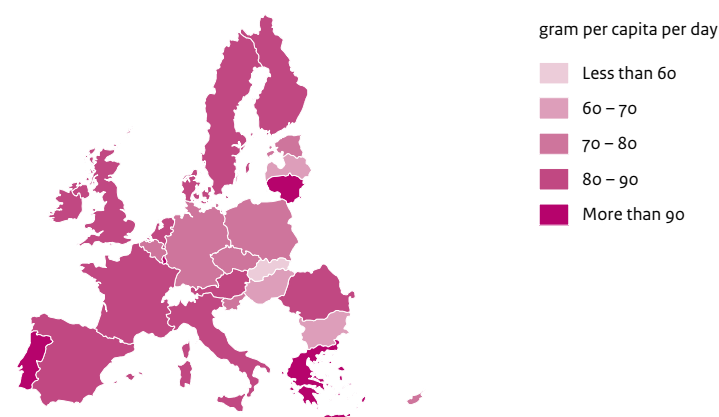 gram per capita per day
Less than 60
60 – 70
70 – 80
80 – 90
More than 90